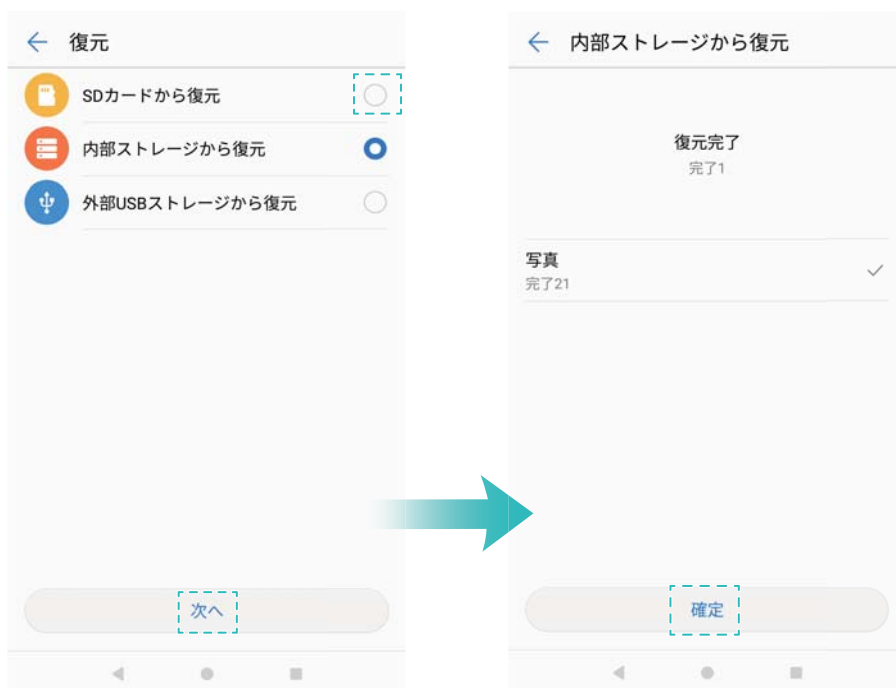 復元
SDカードから復元
内部ストレージから復元
外部USBストレージから復元
次へ
内部ストレージから復元
復元完了
完了1
写真
完了21
確定